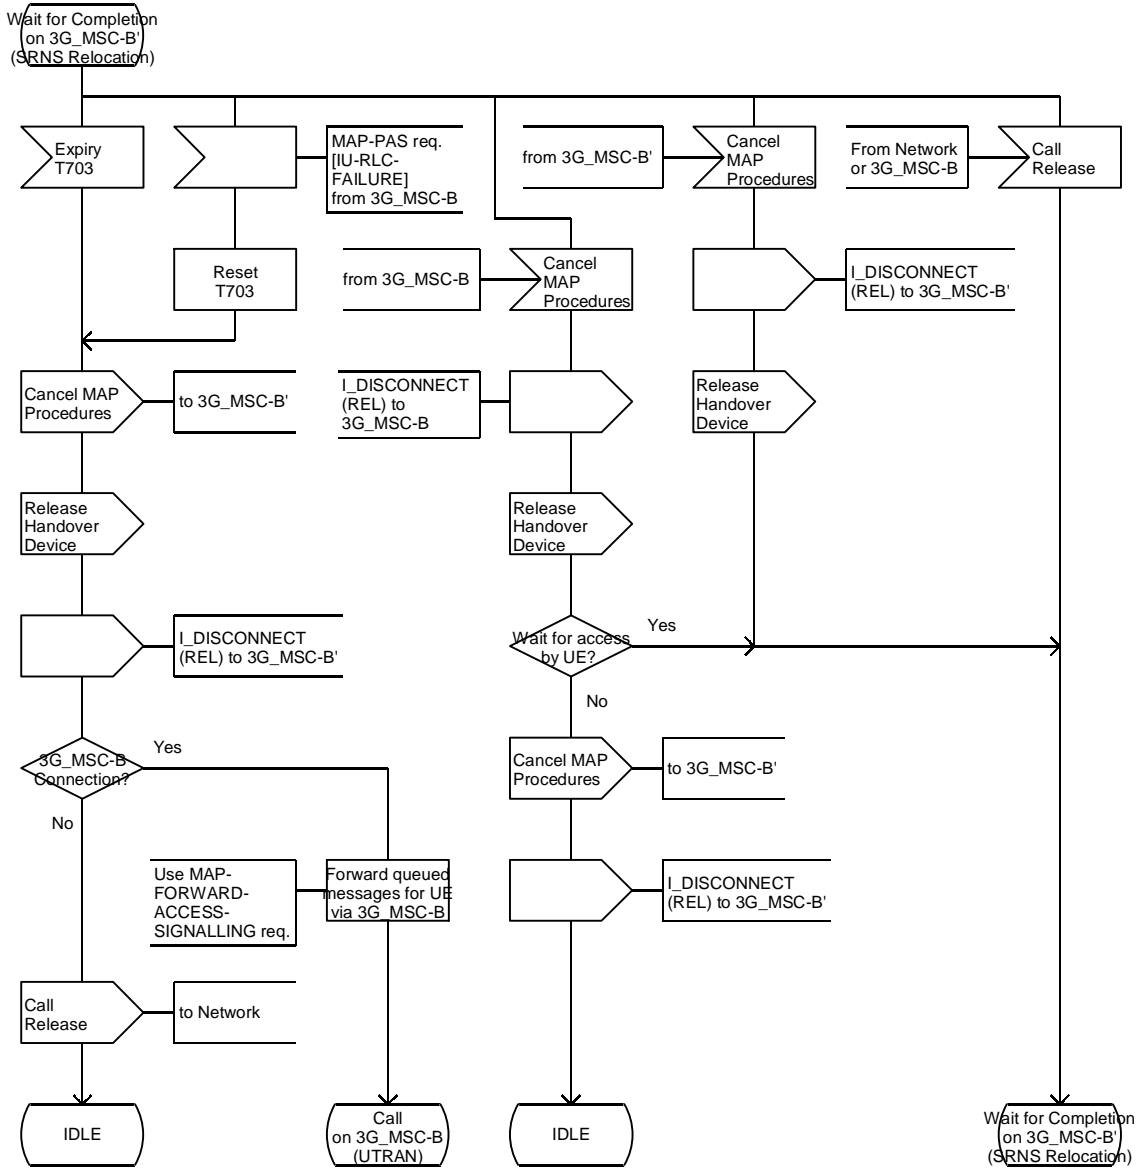 Wait for Completion
on 3G_MSC-B'
(SRNS Relocation)
Expiry
T703
MAP-PAS req.
[IU-RLC-
FAILURE]
from 3G_MSC-B
from 3G_MSC-B'
Cancel
MAP
Procedures
From Network
or 3G_MSC-B
Call
Release
Reset
T703
from 3G_MSC-B
Cancel
MAP
Procedures
I_DISCONNECT
(REL) to 3G_MSC-B'
Cancel MAP
Procedures
to 3G_MSC-B'
I_DISCONNECT
(REL) to
3G_MSC-B
Release
Handover
Device
Release
Handover
Device
Release
Handover
Device
I_DISCONNECT
(REL) to 3G_MSC-B'
Wait for access
by UE?
Yes
No
3G_MSC-B
Connection?
Yes
No
Cancel MAP
Procedures
to 3G_MSC-B'
Use MAP-
FORWARD-
ACCESS-
SIGNALLING req.
Forward queued
messages for UE
via 3G_MSC-B
I_DISCONNECT
(REL) to 3G_MSC-B'
Call
Release
to Network
IDLE
Call
on 3G_MSC-B
(UTRAN)
IDLE
Wait for Completion
on 3G_MSC-B'
(SRNS Relocation)